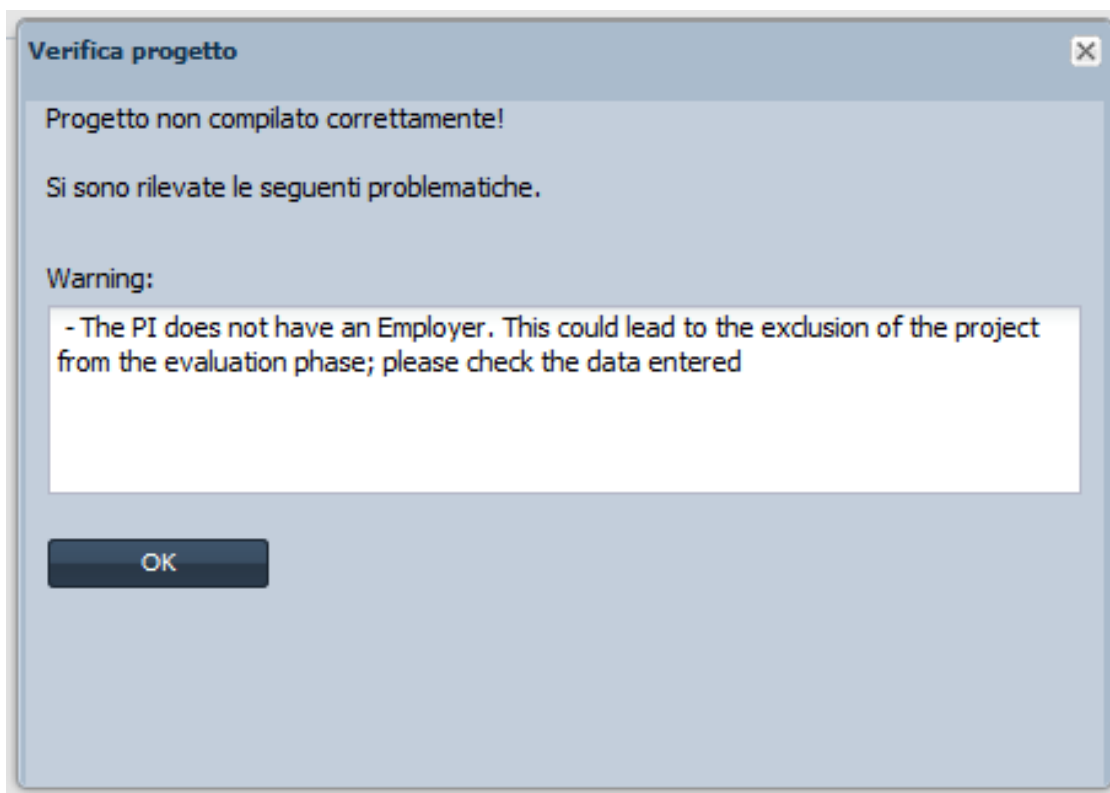 Verifica progetto
Progetto non compilato correttamente!
Si sono rilevate le seguenti problematiche.
Warning:
- The PI does not have an Employer. This could lead to the exclusion of the project
from the evaluation phase; please check the data entered
OK